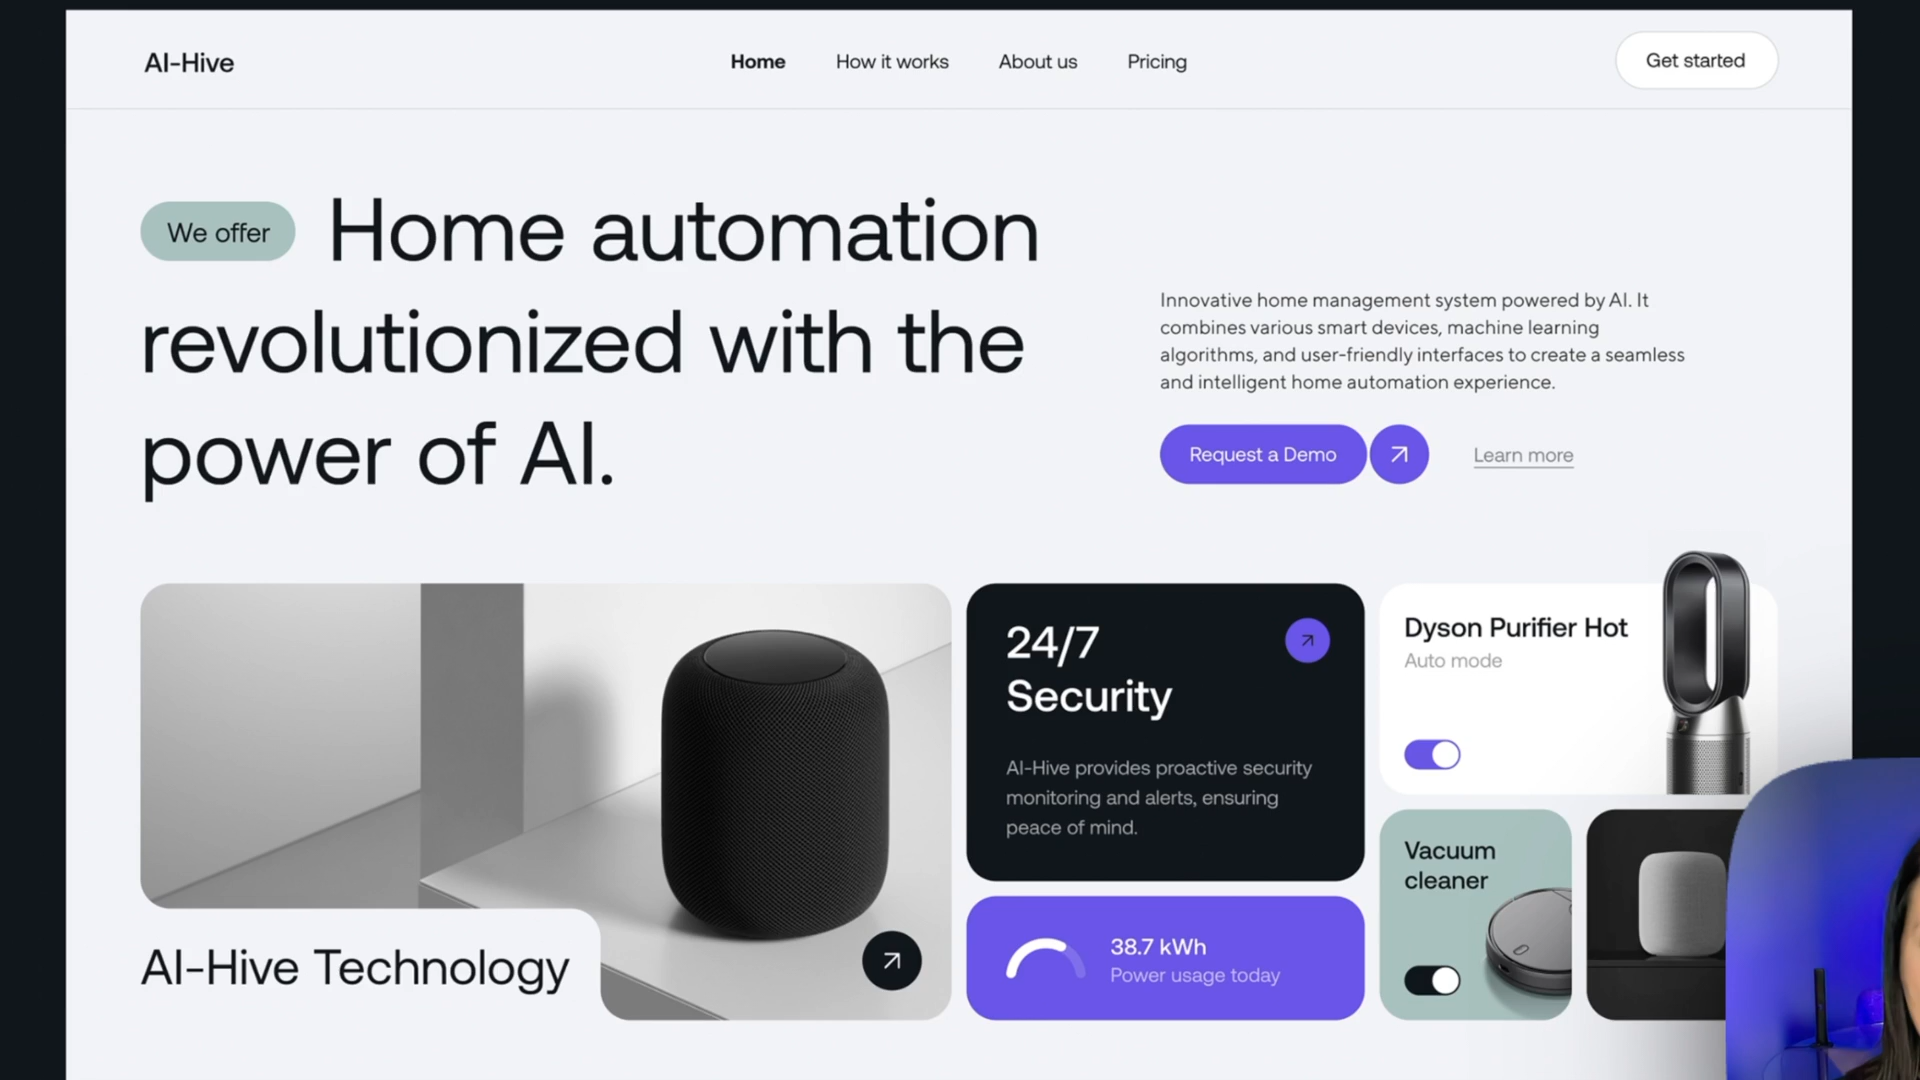 AI-Hive
Home
How it works
About us
Pricing
Get started
We offer
Home automation
revolutionized with the
power of AI.
Innovative home management system powered by AI. It
combines various smart devices, machine learning
algorithms, and user-friendly interfaces to create a seamless
and intelligent home automation experience.
Request a Demo
Learn more
AI-Hive Technology
24/7
Security
AI-Hive provides proactive security
monitoring and alerts, ensuring
peace of mind.
38.7 kWh
Power usage today
Dyson Purifier Hot
Auto mode
Vacuum
cleaner